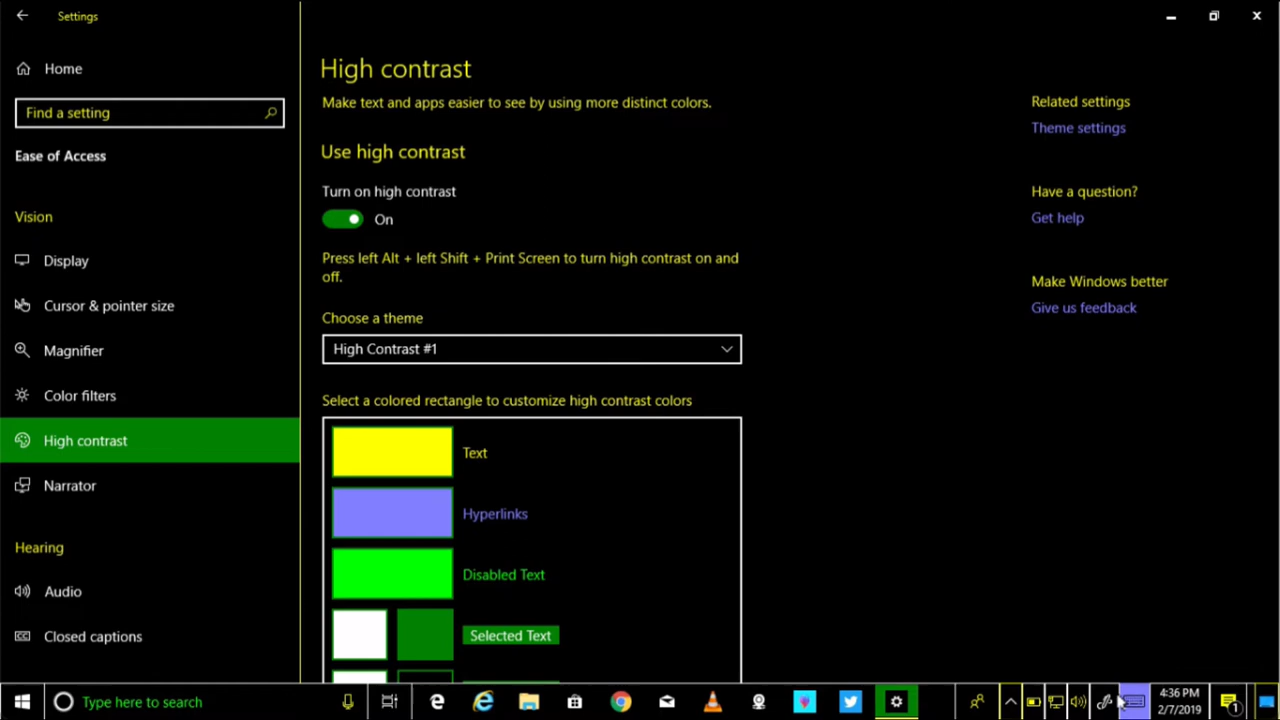 Settings
Home
Find a setting
Ease of Access
Vision
Display
Cursor & pointer size
Magnifier
Color filters
High contrast
Narrator
Hearing
Audio
Closed captions
High contrast
Make text and apps easier to see by using more distinct colors.
Use high contrast
Turn on high contrast
On
Press left Alt + left Shift + Print Screen to turn high contrast on and
off.
Choose a theme
High Contrast #1
Select a colored rectangle to customize high contrast colors
Text
Hyperlinks
Disabled Text
Selected Text
Related settings
Theme settings
Have a question?
Get help
Make Windows better
Give us feedback
Type here to search
4:36 PM
2/7/2019
1